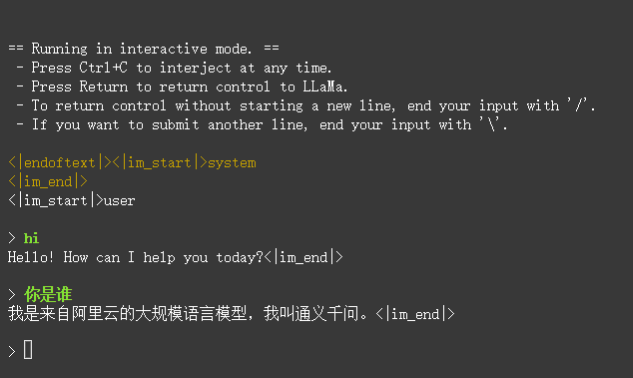 == Running in interactive mode. ==
 - Press Ctrl+C to interject at any time.
 - Press Return to return control to LLaMa.
 - To return control without starting a new line, end your input with '/'.
 - If you want to submit another line, end your input with '\'.
<|endoftext|><|im_start|>system
<|im_end|>
<|im_start|>user
> hi
Hello! How can I help you today?<|im_end|>
> 你是谁
我是来自阿里云的大规模语言模型，我叫通义千问。<|im_end|>
>